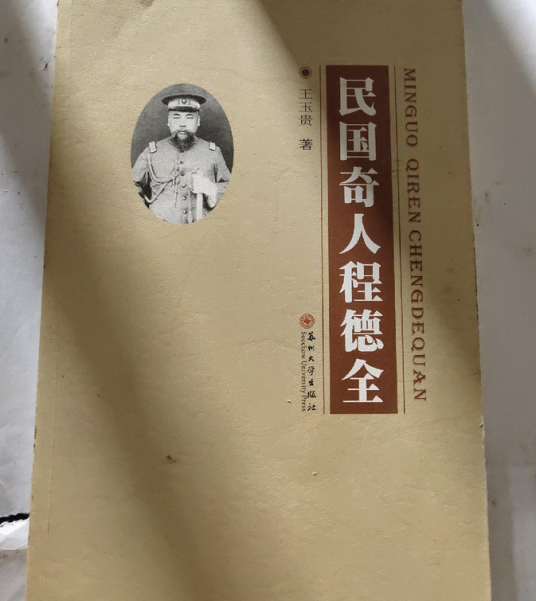 MINGUO QIREN CHENGDEQUAN
民国奇人程德全
王玉贵 著
苏州大学出版社
Soochow University Press